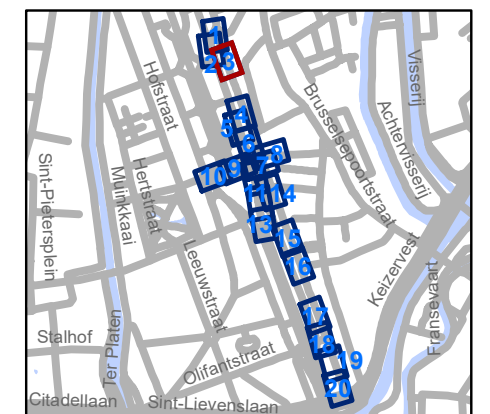 1
2
3
4
5
6
7
8
9
10
11
14
13
15
16
17
18
19
20
Hofstraat
Visserij
Achtervisserij
Brusselsepoortstraat
Sint-Pietersplein
Muinkkaai
Hertstraat
Leeuwstraat
Keizervest
Fransevaart
Stalhof
Ter Platen
Olifantstraat
Citadellaan
Sint-Lievenslaan